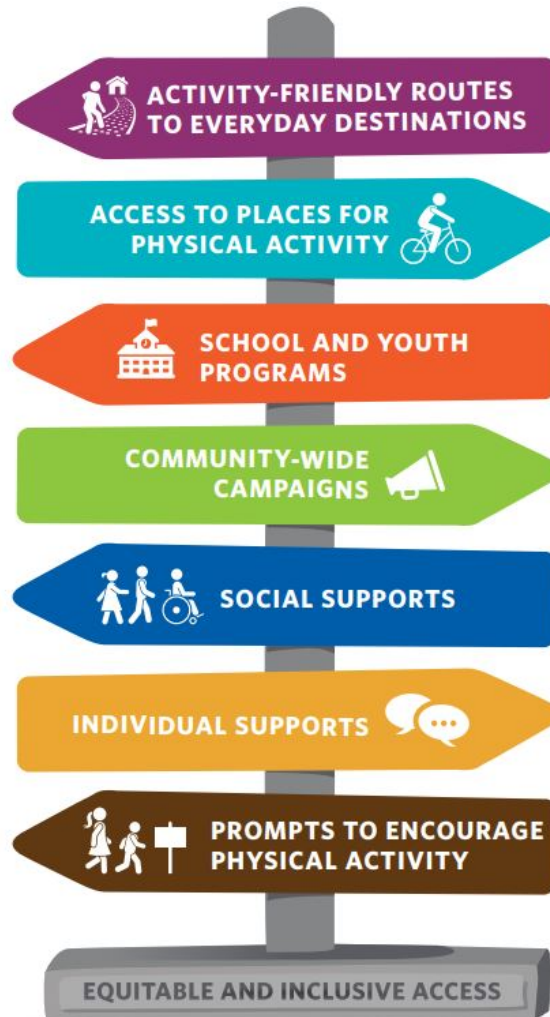 ACTIVITY-FRIENDLY ROUTES
TO EVERYDAY DESTINATIONS
ACCESS TO PLACES FOR
PHYSICAL ACTIVITY
SCHOOL AND YOUTH
PROGRAMS
COMMUNITY-WIDE
CAMPAIGNS
SOCIAL SUPPORTS
INDIVIDUAL SUPPORTS
PROMPTS TO ENCOURAGE
PHYSICAL ACTIVITY
EQUITABLE AND INCLUSIVE ACCESS